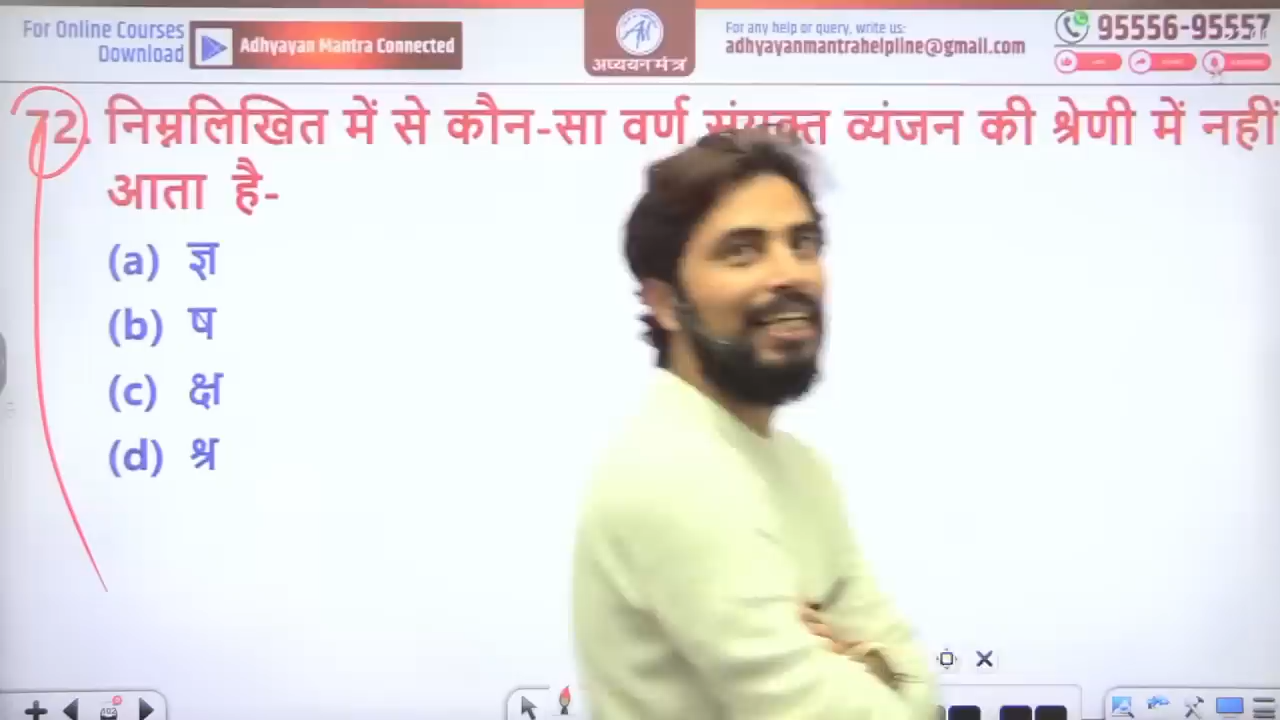 For Online Courses
Download
Adhyayan Mantra Connected
अध्ययन मंत्र
For any help or query, write us:
adhyayanmantrahelpline@gmail.com
95556-95557
72. निम्नलिखित में से कौन-सा वर्ण संयुक्त व्यंजन की श्रेणी में नहीं
आता है-
(a) ज्ञ
(b) ष
(c) क्ष
(d) श्र